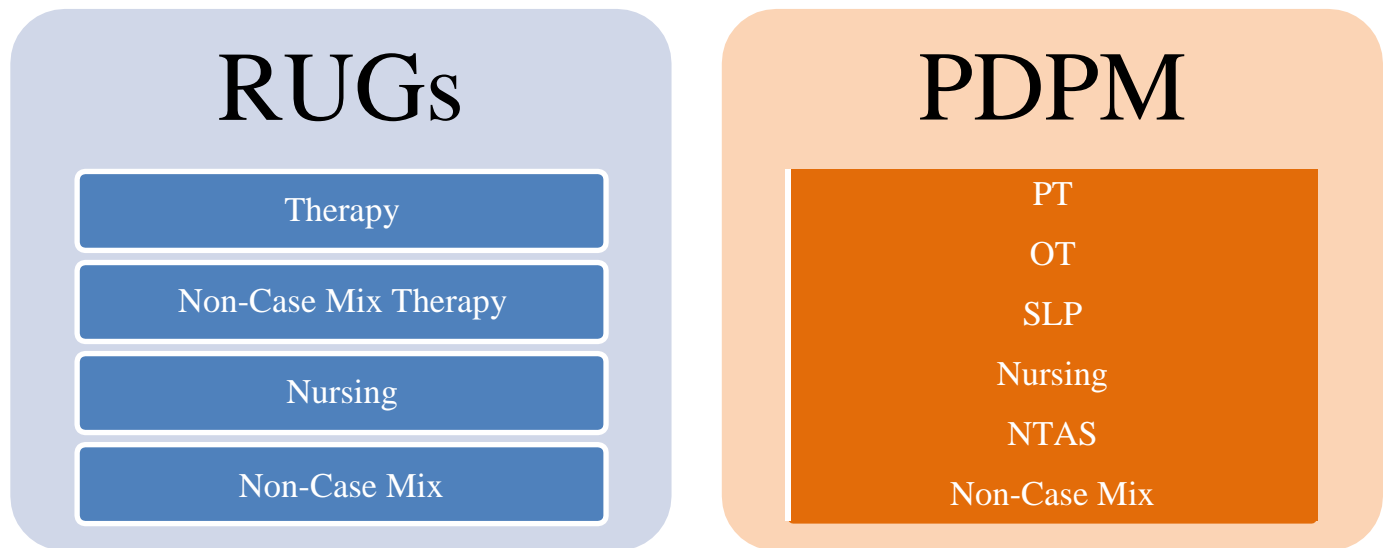 RUGs
Therapy
Non-Case Mix Therapy
Nursing
Non-Case Mix
PDPM
PT
OT
SLP
Nursing
NTAS
Non-Case Mix